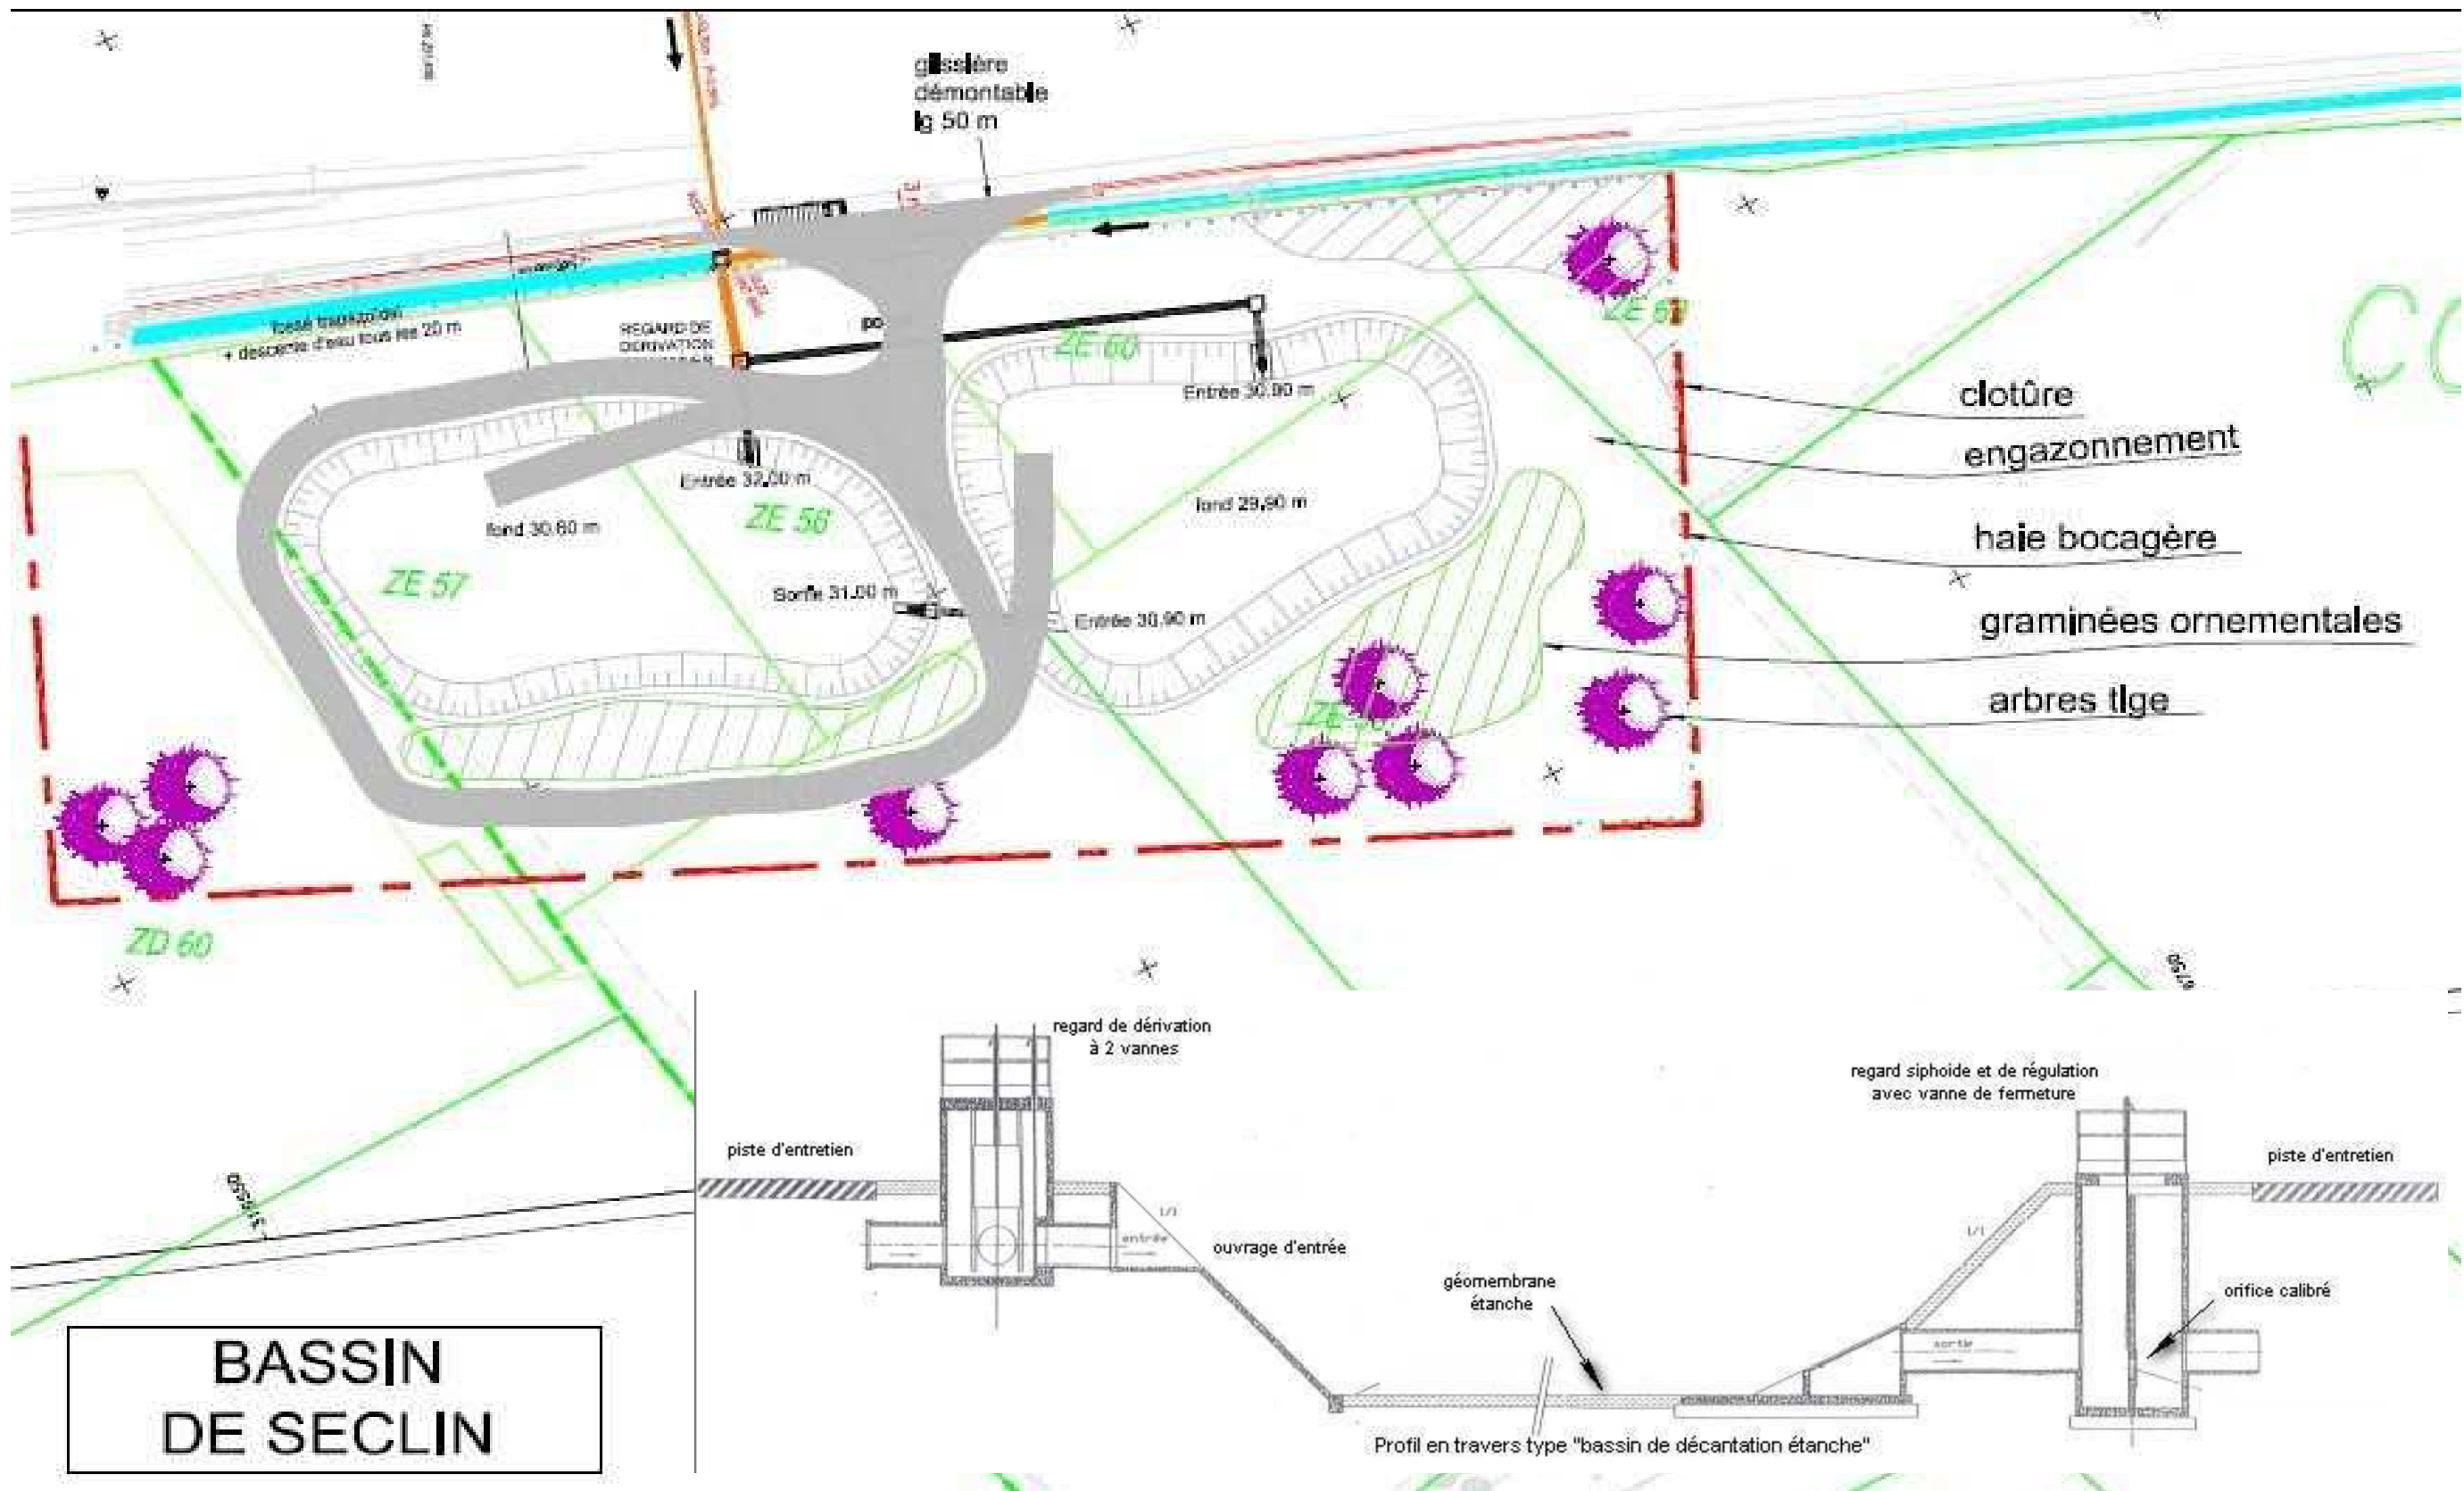 glissière
démontable
lg 50 m
fossé trapézoïdal
+ descente d'eau tous les 20 m
REGARD DE
DERIVATION
ZE 60
Entrée 30.90 m
clotûre
engazonnement
haie bocagère
graminées ornementales
arbres tige
Entrée 32.00 m
fond 30.60 m
ZE 56
fond 29.90 m
ZE 57
Sortie 31.00 m
Entrée 30.90 m
ZD 60
regard de dérivation
à 2 vannes
regard siphoide et de régulation
avec vanne de fermeture
piste d'entretien
piste d'entretien
1/1
entrée
ouvrage d'entrée
1/1
géomembrane
étanche
orifice calibré
sortie
Profil en travers type "bassin de décantation étanche"
BASSIN
DE SECLIN